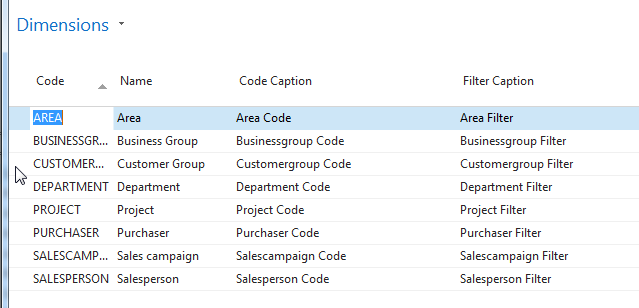 Dimensions
Code Name Code Caption Filter Caption
AREA Area Area Code Area Filter
BUSINESSGR... Business Group Businessgroup Code Businessgroup Filter
CUSTOMER... Customer Group Customergroup Code Customergroup Filter
DEPARTMENT Department Department Code Department Filter
PROJECT Project Project Code Project Filter
PURCHASER Purchaser Purchaser Code Purchaser Filter
SALESCAMP... Sales campaign Salescampaign Code Salescampaign Filter
SALESPERSON Salesperson Salesperson Code Salesperson Filter